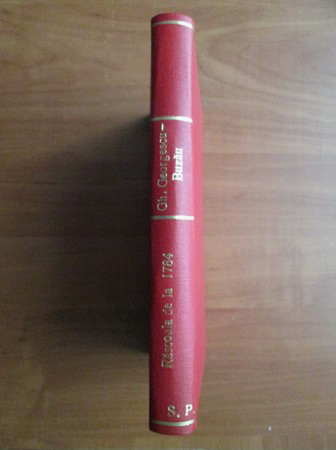 Gh. Georgescu-
Buzău
Răscoala de la 1784
S. P.